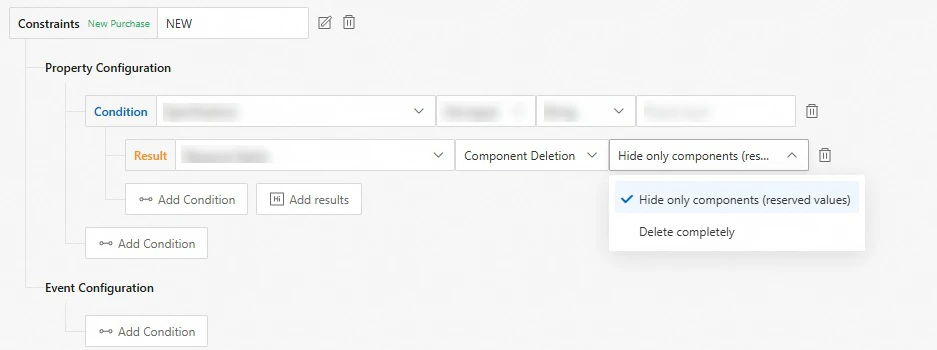 Constraints New Purchase NEW
Property Configuration
Condition
Result Component Deletion Hide only components (res...
Hide only components (reserved values)
Delete completely
Add Condition Hi Add results
Add Condition
Event Configuration
Add Condition